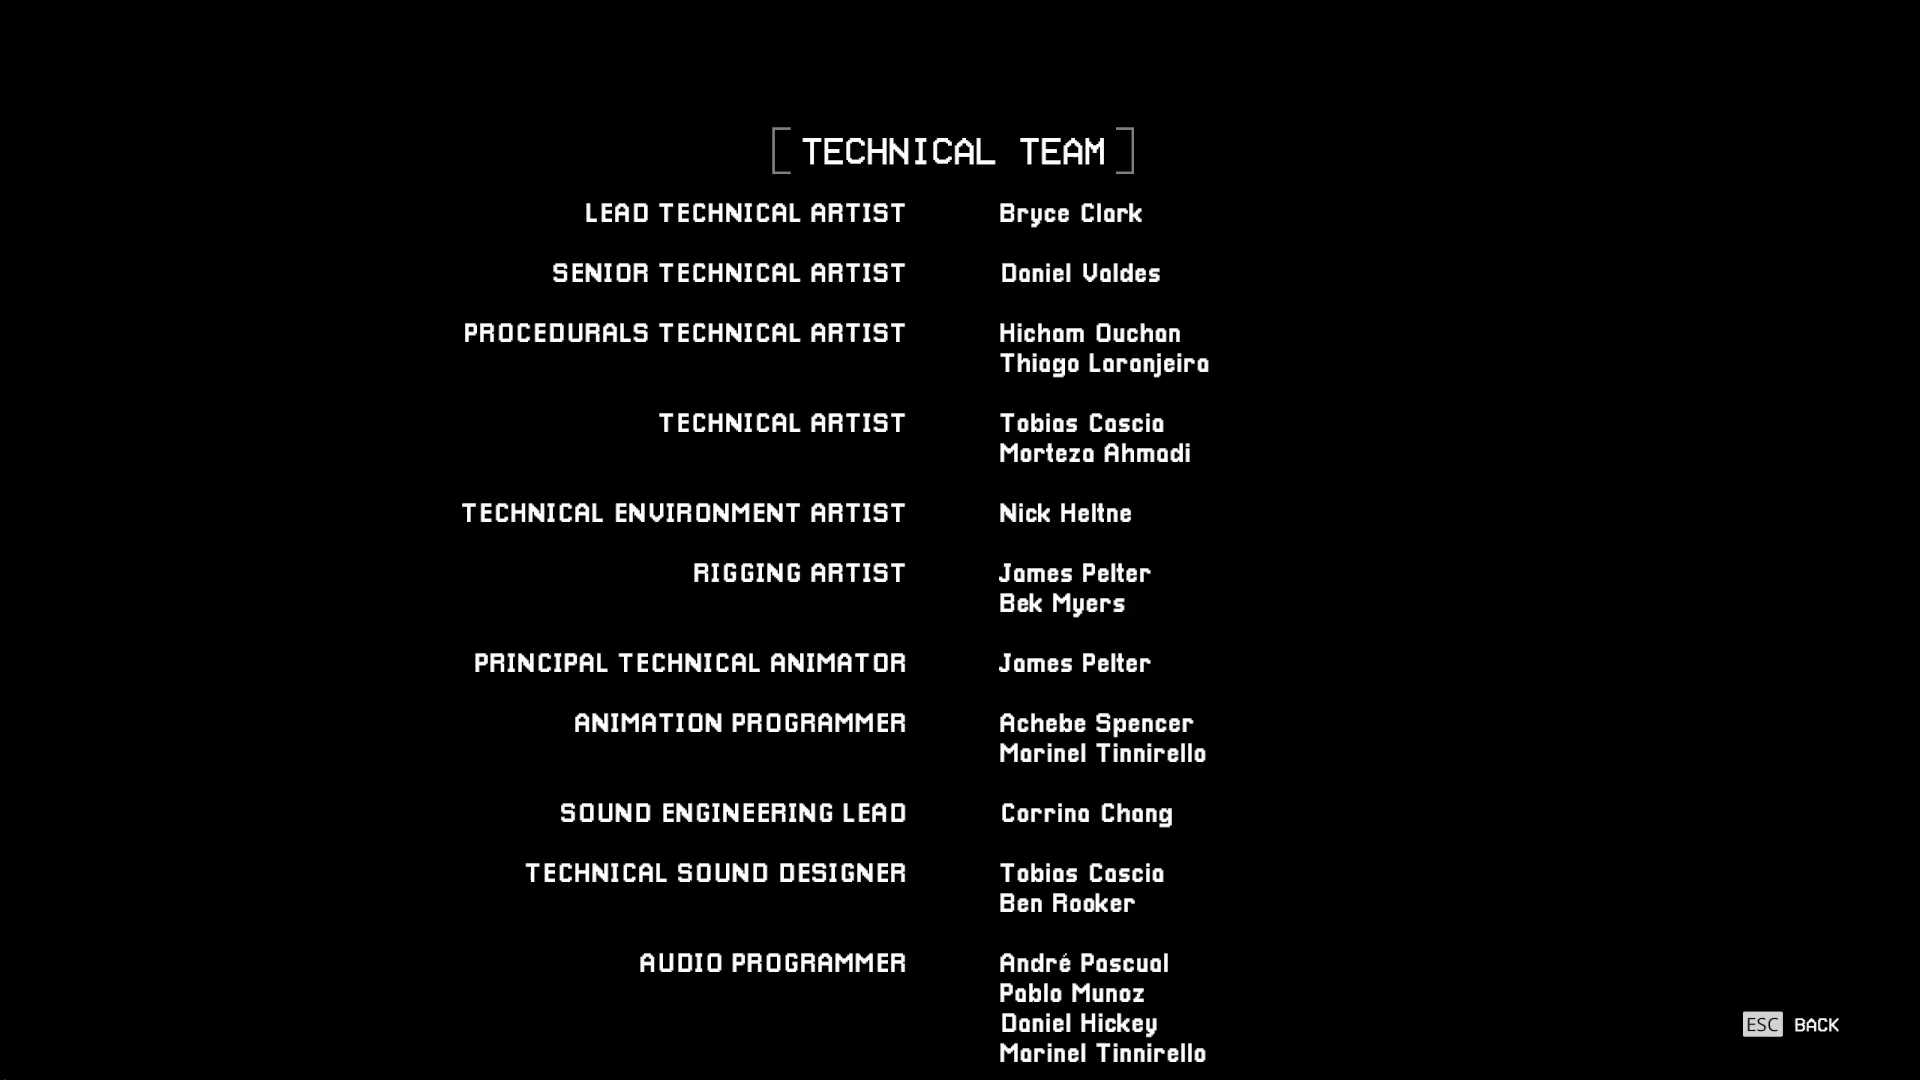 TECHNICAL TEAM
LEAD TECHNICAL ARTIST Bryce Clark
SENIOR TECHNICAL ARTIST Daniel Valdes
PROCEDURALS TECHNICAL ARTIST Hicham Ouchan
Thiago Laranjeira
TECHNICAL ARTIST Tobias Cascia
Morteza Ahmadi
TECHNICAL ENVIRONMENT ARTIST Nick Heltne
RIGGING ARTIST James Pelter
Bek Myers
PRINCIPAL TECHNICAL ANIMATOR James Pelter
ANIMATION PROGRAMMER Achebe Spencer
Marinel Tinnirello
SOUND ENGINEERING LEAD Corrina Chang
TECHNICAL SOUND DESIGNER Tobias Cascia
Ben Rooker
AUDIO PROGRAMMER André Pascual
Pablo Munoz
Daniel Hickey
ESC BACK
Marinel Tinnirello